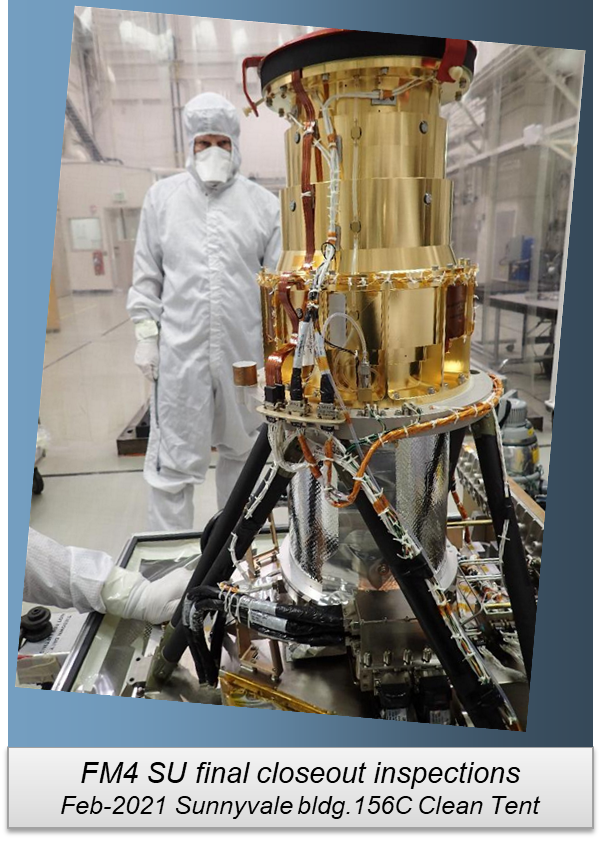 FM4 SU final closeout inspections
Feb-2021 Sunnyvale bldg.156C Clean Tent